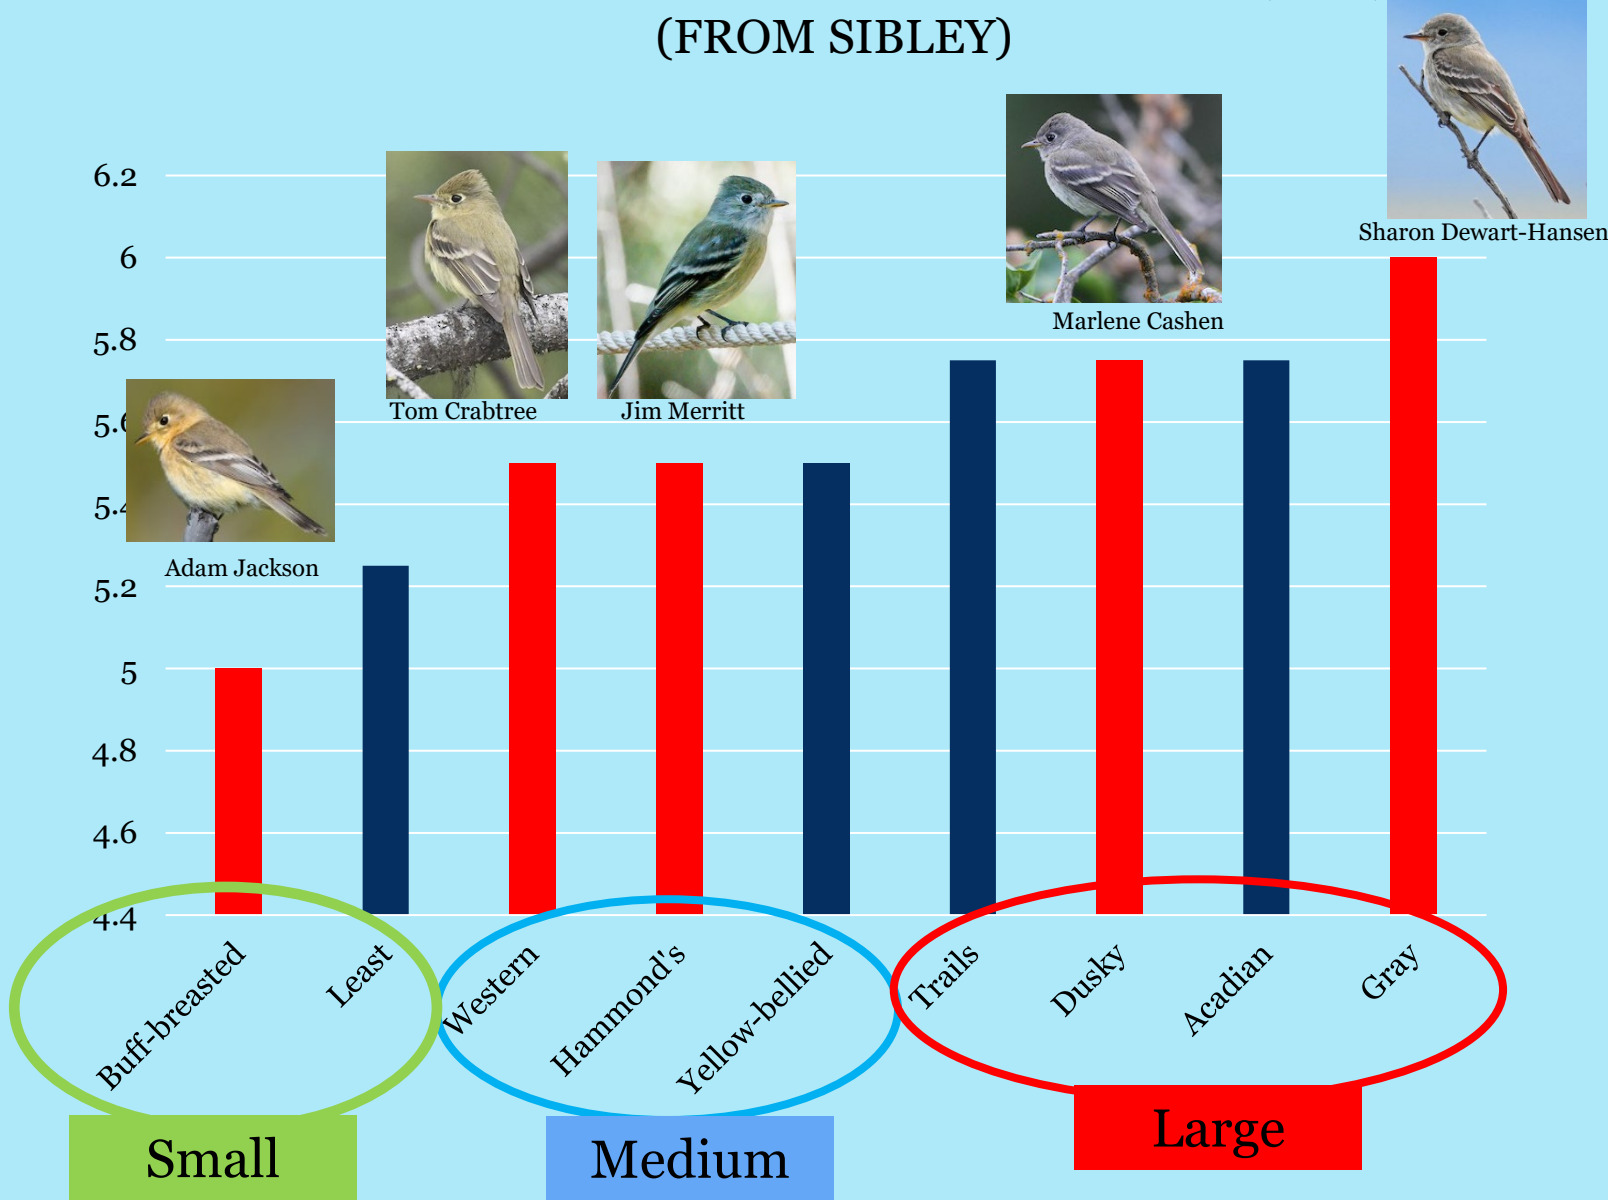 (FROM SIBLEY)
6.2
6
5.8
5.4
5.2
5
4.8
4.6
4.4
Adam Jackson
Tom Crabtree
Jim Merritt
Marlene Cashen
Sharon Dewart-Hansen
Buff-breasted
Least
Western
Hammond's
Yellow-bellied
Trails
Dusky
Acadian
Gray
Small
Medium
Large